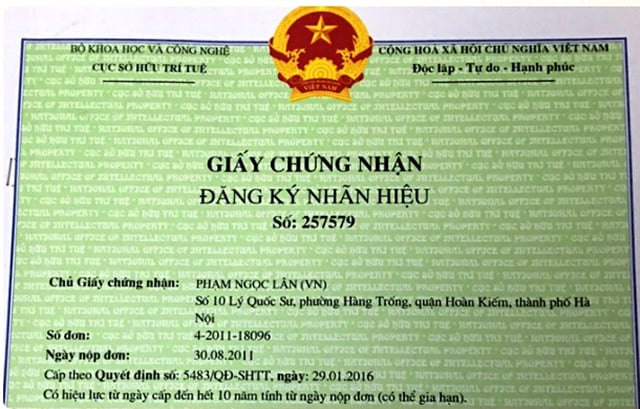 BỘ KHOA HỌC VÀ CÔNG NGHỆ
CỤC SỞ HỮU TRÍ TUỆ
CỘNG HOÀ XÃ HỘI CHỦ NGHĨA VIỆT NAM
Độc lập - Tự do - Hạnh phúc
VIỆT NAM
GIẤY CHỨNG NHẬN
ĐĂNG KÝ NHÃN HIỆU
Số: 257579
Chủ Giấy chứng nhận: PHẠM NGỌC LÂN (VN)
Số 10 Lý Quốc Sư, phường Hàng Trống, quận Hoàn Kiếm, thành phố Hà
Nội
Số đơn: 4-2011-18096
Ngày nộp đơn: 30.08.2011
Cấp theo Quyết định số: 5483/QĐ-SHTT, ngày: 29.01.2016
Có hiệu lực từ ngày cấp đến hết 10 năm tính từ ngày nộp đơn (có thể gia hạn).